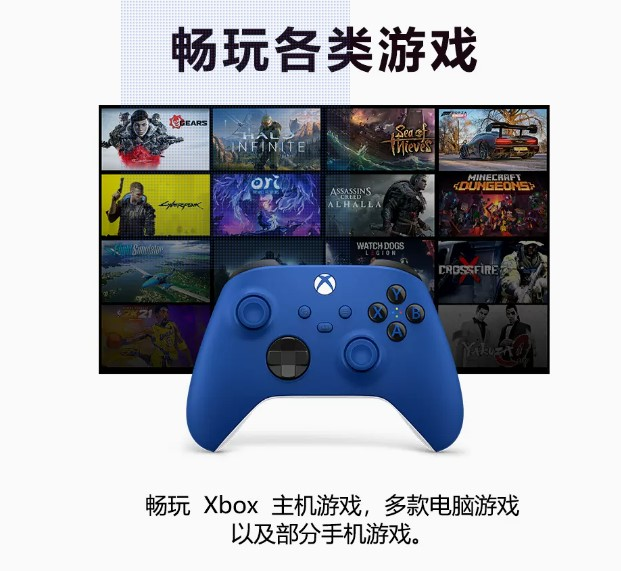 畅玩各类游戏
GEARS
HALO
INFINITE
Sea of
Thieves
CYBERPUNK
ori
ASSASSIN'S
CREED
VALHALLA
MINECRAFT
DUNGEONS
WATCH DOGS
LEGION
CROSSFIRE
21
YAKUZA
Y
X
B
A
畅玩 Xbox 主机游戏，多款电脑游戏
以及部分手机游戏。